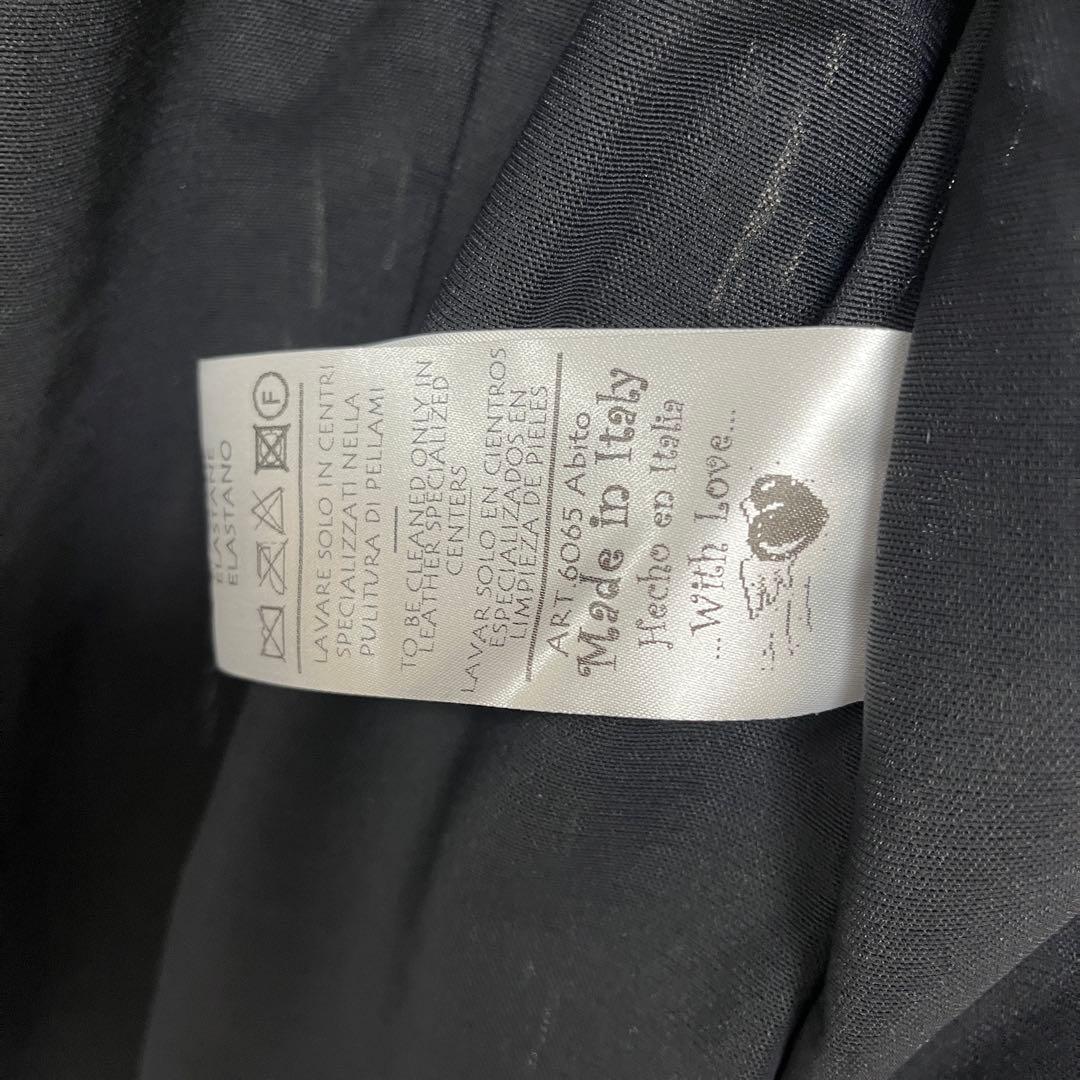 ELASTANE
ELASTANO
F
LAVARE SOLO IN CENTRI
SPECIALIZZATI NELLA
PULITURA DI PELLAMI
TO BE CLEANED ONLY IN
LEATHER SPECIALIZED
CENTERS
LAVAR SOLO EN CIENTROS
ESPECIALIZADOS EN
LIMPIEZA DE PIELES
ART 6065 Abito
Made in Italy
Hecho en Italia
...With Love...